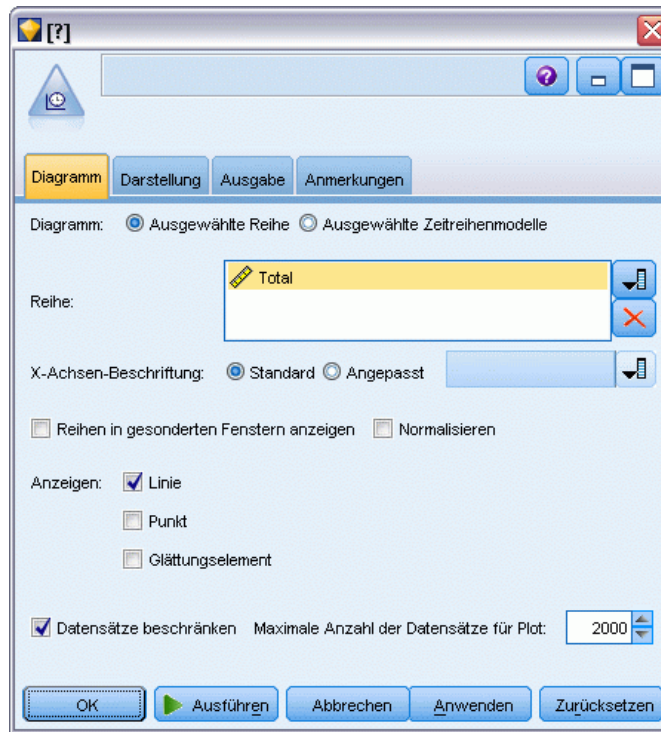 [?]
Diagramm Darstellung Ausgabe Anmerkungen
Diagramm: Ausgewählte Reihe Ausgewählte Zeitreihenmodelle
Reihe: Total
X-Achsen-Beschriftung: Standard Angepasst
Reihen in gesonderten Fenstern anzeigen Normalisieren
Anzeigen: Linie
Punkt
Glättungselement
Datensätze beschränken Maximale Anzahl der Datensätze für Plot: 2000
OK Ausführen Abbrechen Anwenden Zurücksetzen